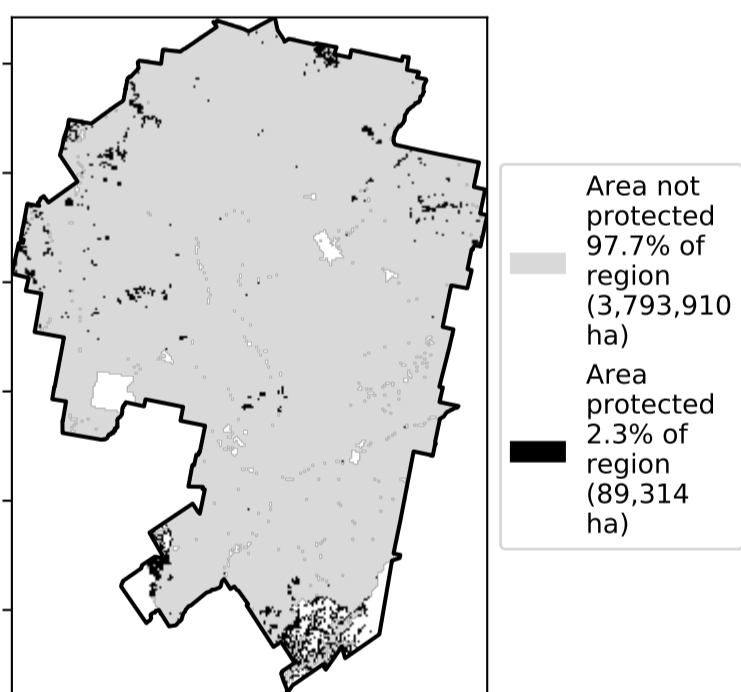 Area not
protected
97.7% of
region
(3,793,910
ha)
Area
protected
2.3% of
region
(89,314
ha)